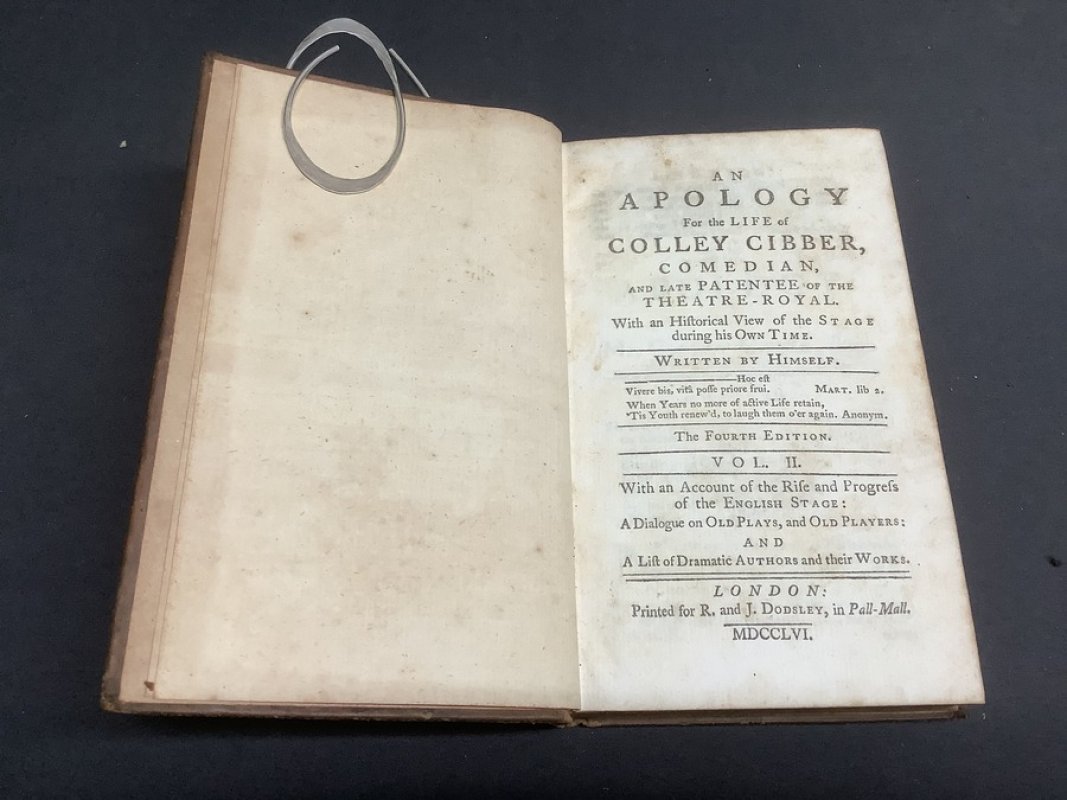 AN
APOLOGY
For the LIFE of
COLLEY CIBBER,
COMEDIAN,
AND LATE PATENTEE OF THE
THEATRE-ROYAL.
With an Hiſtorical View of the STAGE
during his OWN TIME.
WRITTEN BY HIMSELF.
——Hoc eſt
Vivere bis, vitâ poſſe priore frui. MART. lib 2.
When Years no more of active Life retain,
'Tis Youth renew'd, to laugh them o'er again. Anonym.
The FOURTH EDITION.
VOL. II.
With an Account of the Riſe and Progreſs
of the ENGLISH STAGE:
A Dialogue on OLD PLAYS, and OLD PLAYERS:
AND
A Liſt of Dramatic AUTHORS and their WORKS.
LONDON:
Printed for R. and J. DODSLEY, in Pall-Mall.
MDCCLVI.